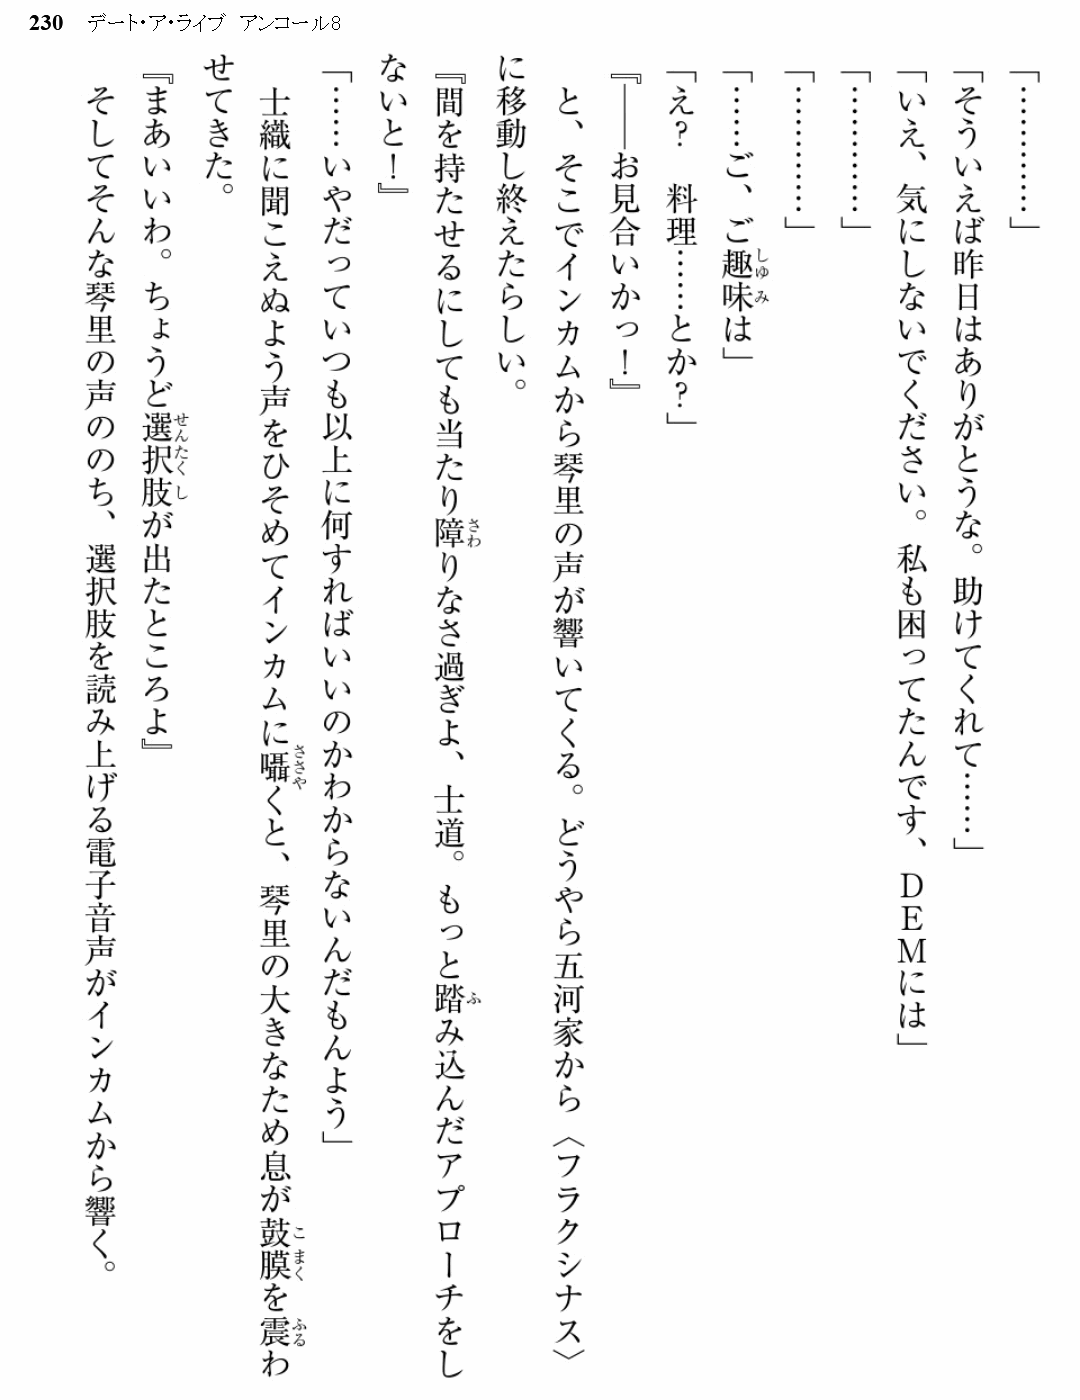 230 デート・ア・ライブ アンコール8
「…………」
「そういえば昨日はありがとうな。助けてくれて……」
「いえ、気にしないでください。私も困ってたんです、DEMには」
「…………」
「…………」
「……ご、ご趣味は」
「え? 料理……とか?」
『――お見合いかっ!』
と、そこでインカムから琴里の声が響いてくる。どうやら五河家から〈フラクシナス〉
に移動し終えたらしい。
『間を持たせるにしても当たり障りなさ過ぎよ、士道。もっと踏み込んだアプローチをし
ないと!』
「……いやだっていつも以上に何すればいいのかわからないんだもんよう」
士織に聞こえぬよう声をひそめてインカムに囁くと、琴里の大きなため息が鼓膜を震わ
せてきた。
『まあいいわ。ちょうど選択肢が出たところよ』
そしてそんな琴里の声ののち、選択肢を読み上げる電子音声がインカムから響く。